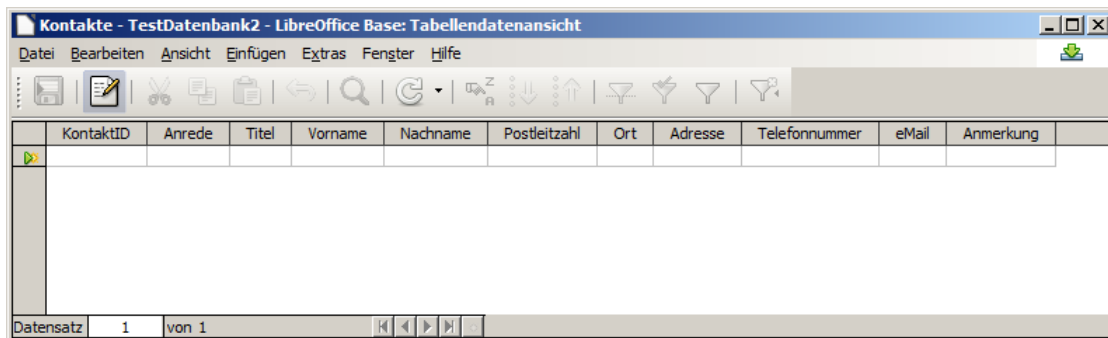 Kontakte - TestDatenbank2 - LibreOffice Base: Tabellendatenansicht
Datei Bearbeiten Ansicht Einfügen Extras Fenster Hilfe
KontaktID Anrede Titel Vorname Nachname Postleitzahl Ort Adresse Telefonnummer eMail Anmerkung
Datensatz 1 von 1